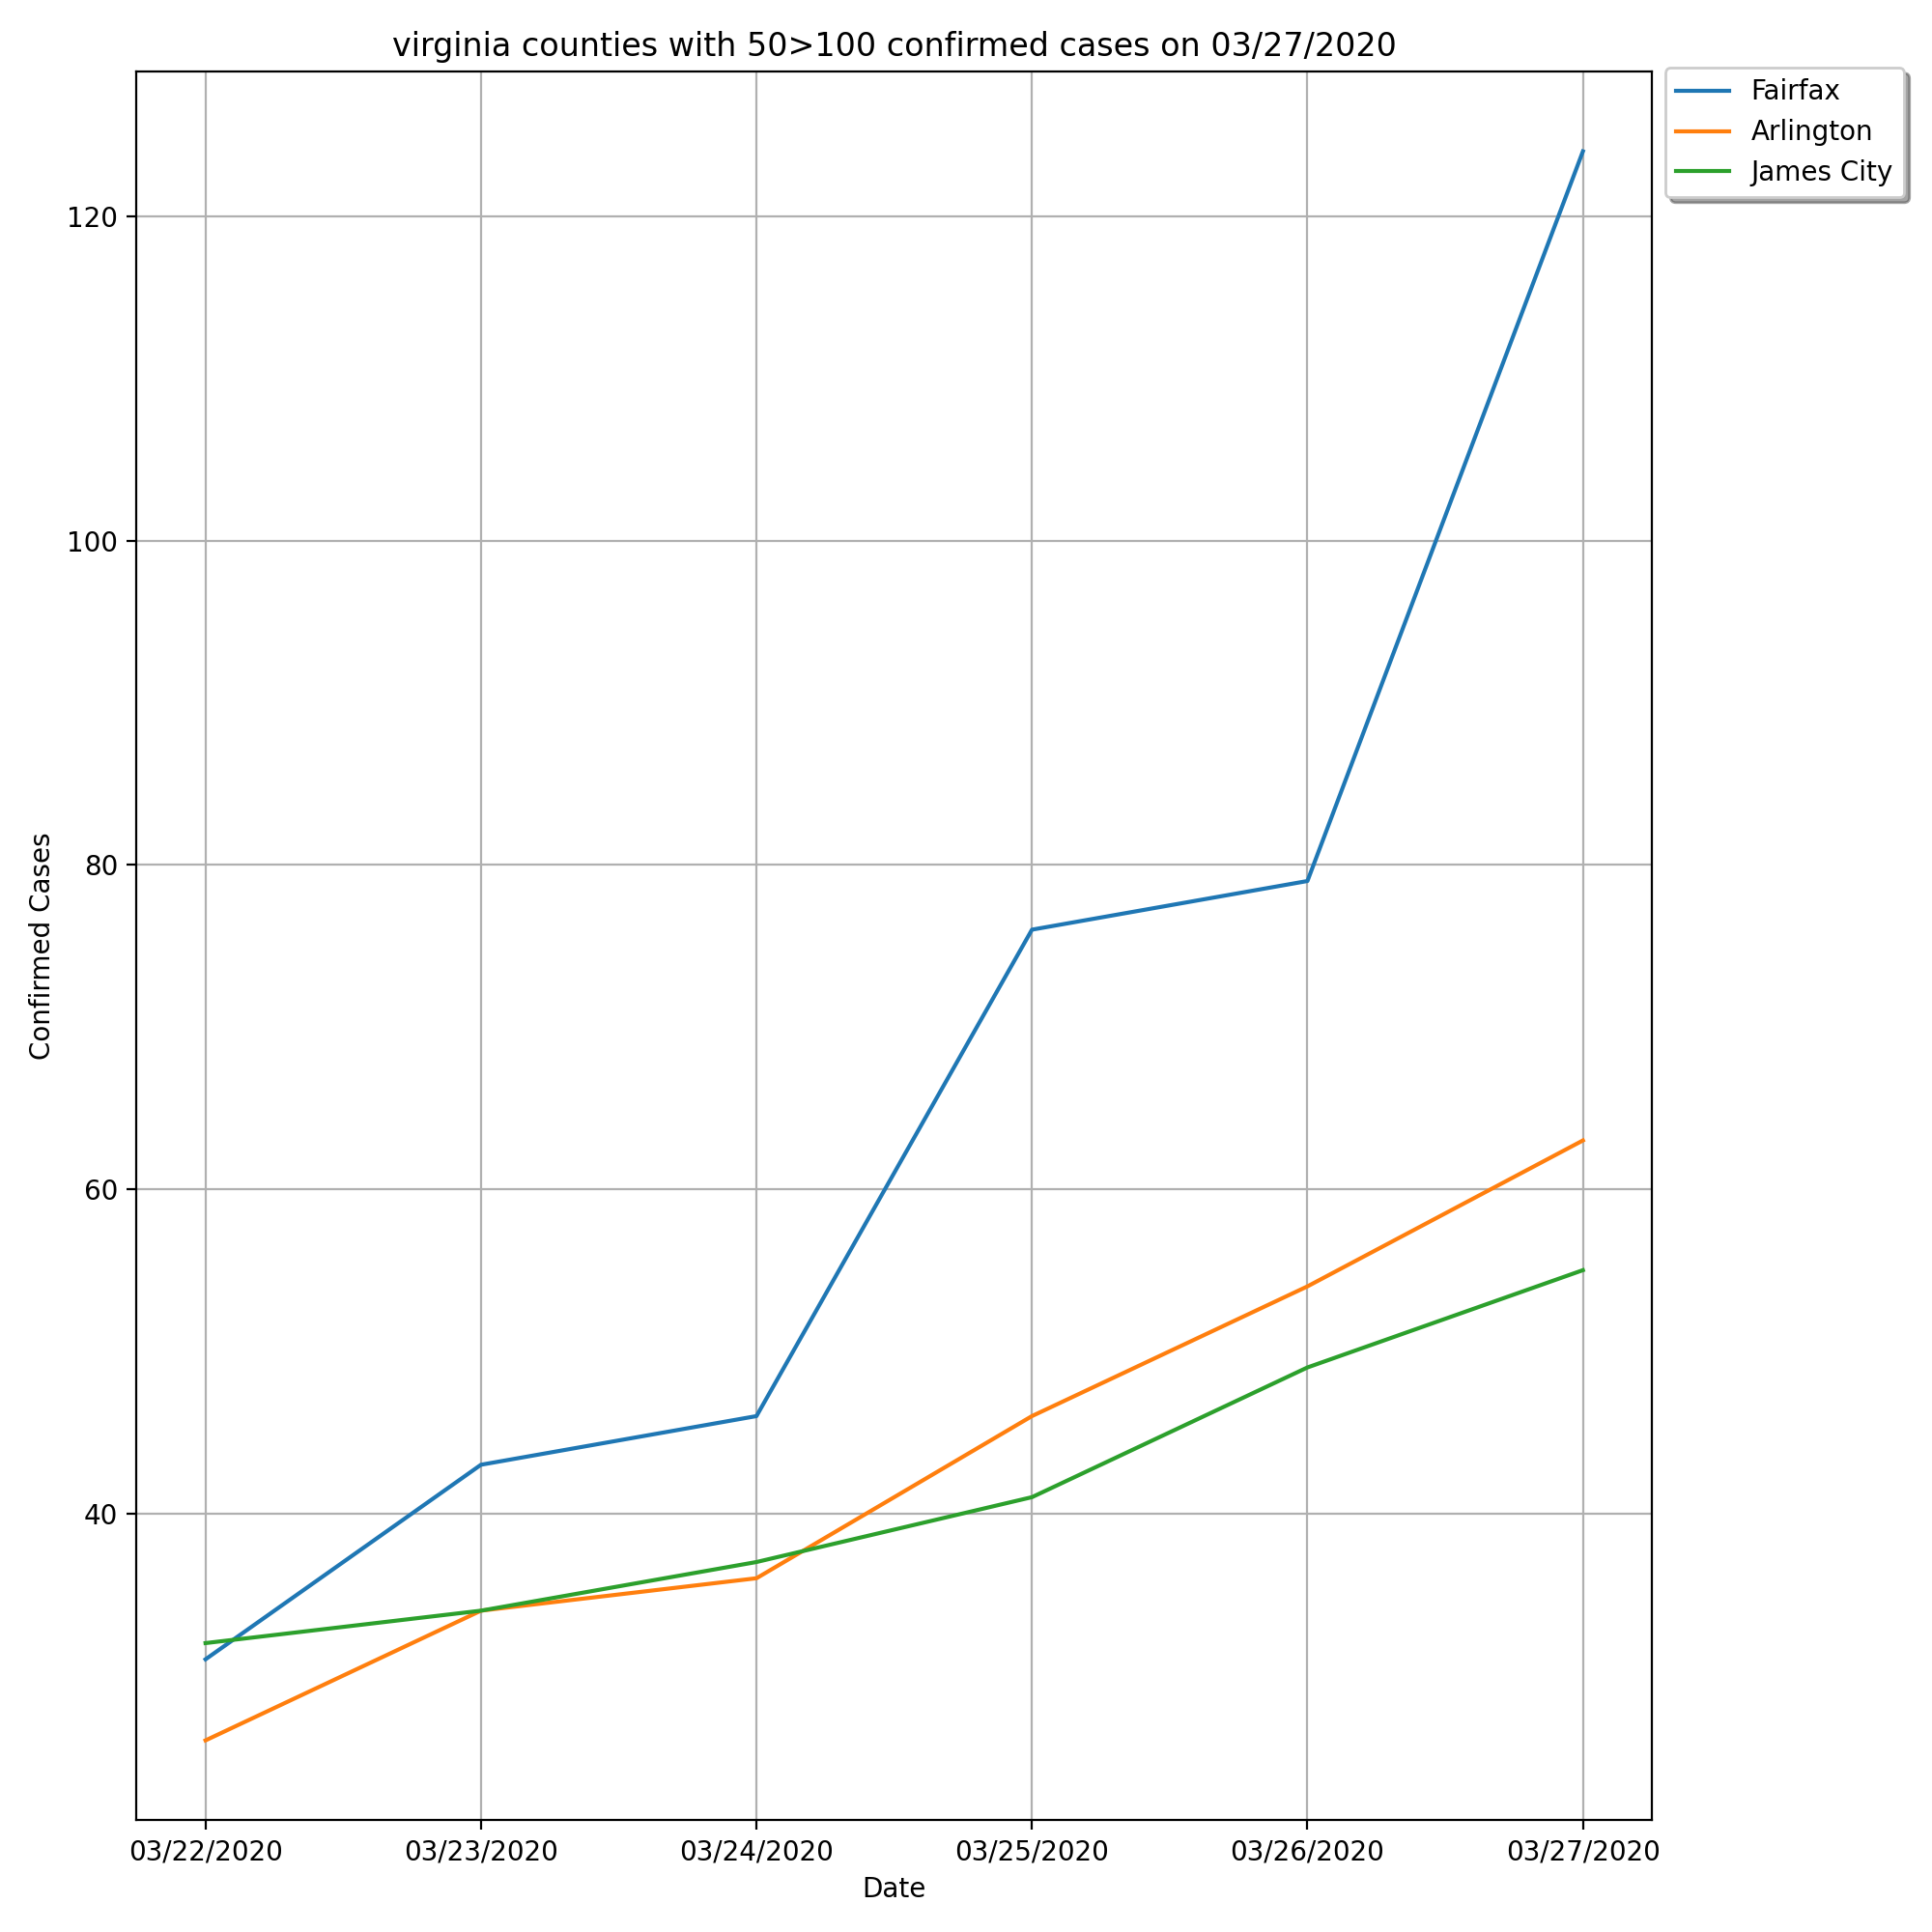 virginia counties with 50>100 confirmed cases on 03/27/2020
Fairfax
Arlington
James City
120
100
80
60
40
Confirmed Cases
03/22/2020 03/23/2020 03/24/2020 03/25/2020 03/26/2020 03/27/2020
Date